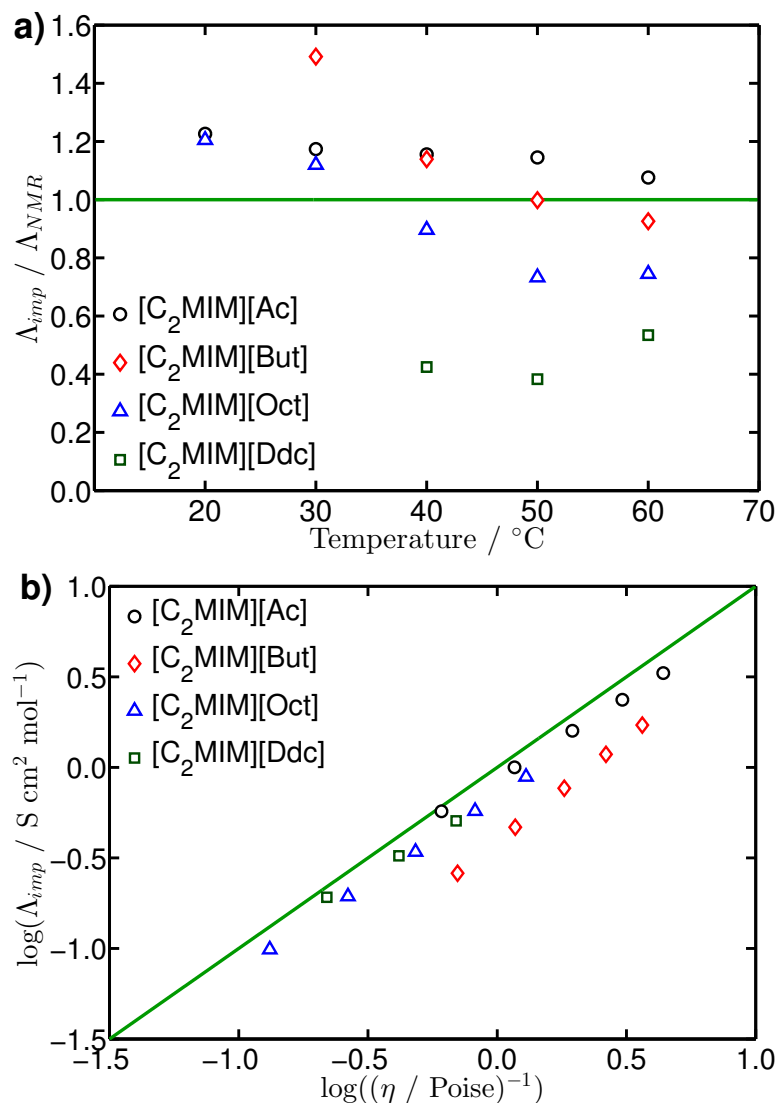 a)
1.6
1.4
1.2
1.0
0.8
0.6
0.4
0.2
0.0
Λimp / ΛNMR
[C2MIM][Ac]
[C2MIM][But]
[C2MIM][Oct]
[C2MIM][Ddc]
20 30 40 50 60 70
Temperature / °C
b)
1.0
0.5
0.0
−0.5
−1.0
−1.5
log(Λimp / S cm² mol⁻¹)
[C2MIM][Ac]
[C2MIM][But]
[C2MIM][Oct]
[C2MIM][Ddc]
−1.5 −1.0 −0.5 0.0 0.5 1.0
log((η / Poise)⁻¹)